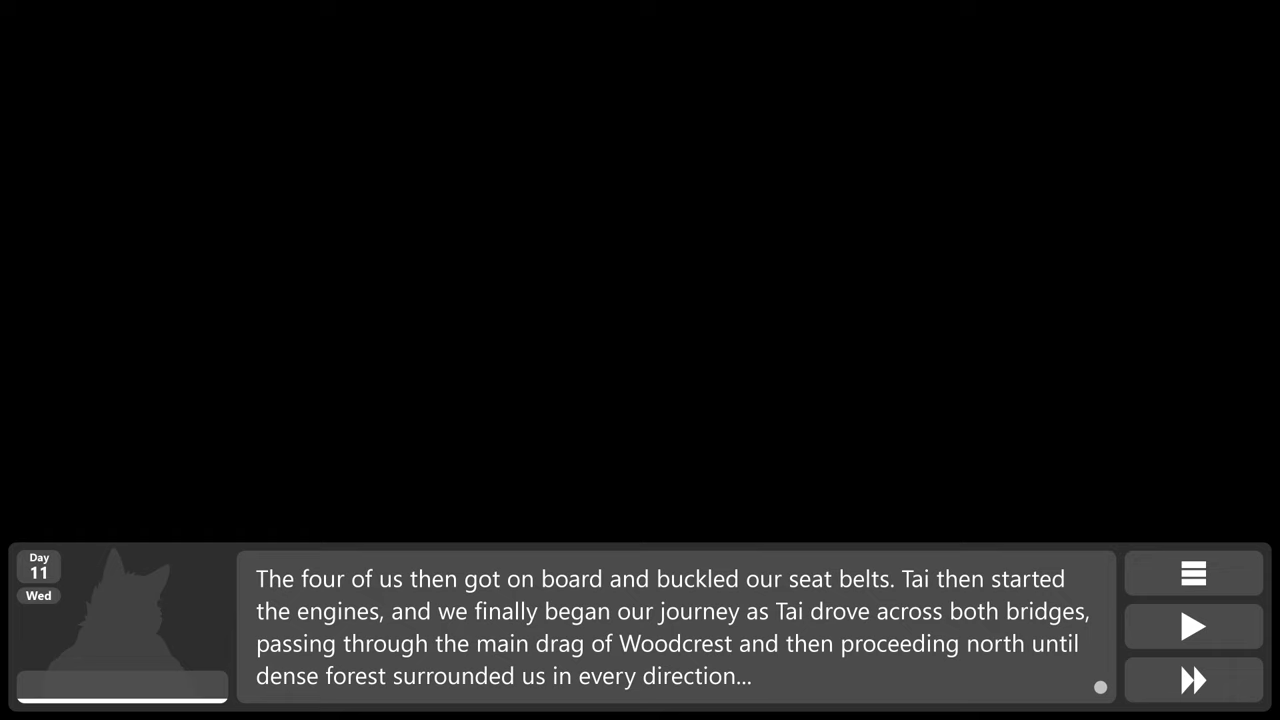 Day
11
Wed
The four of us then got on board and buckled our seat belts. Tai then started
the engines, and we finally began our journey as Tai drove across both bridges,
passing through the main drag of Woodcrest and then proceeding north until
dense forest surrounded us in every direction...